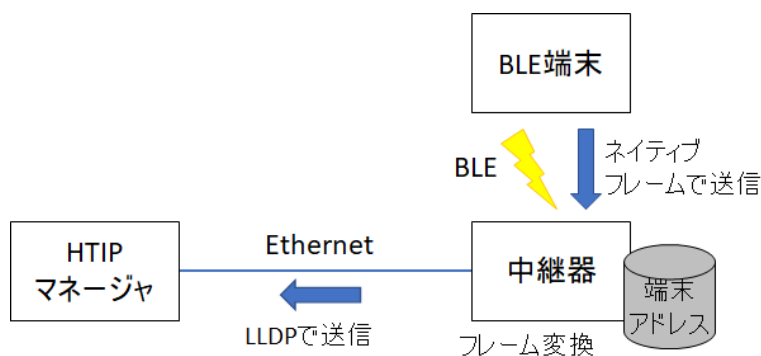 BLE端末
BLE
ネイティブ
フレームで送信
HTIP
マネージャ
Ethernet
LLDPで送信
中継器
端末
アドレス
フレーム変換